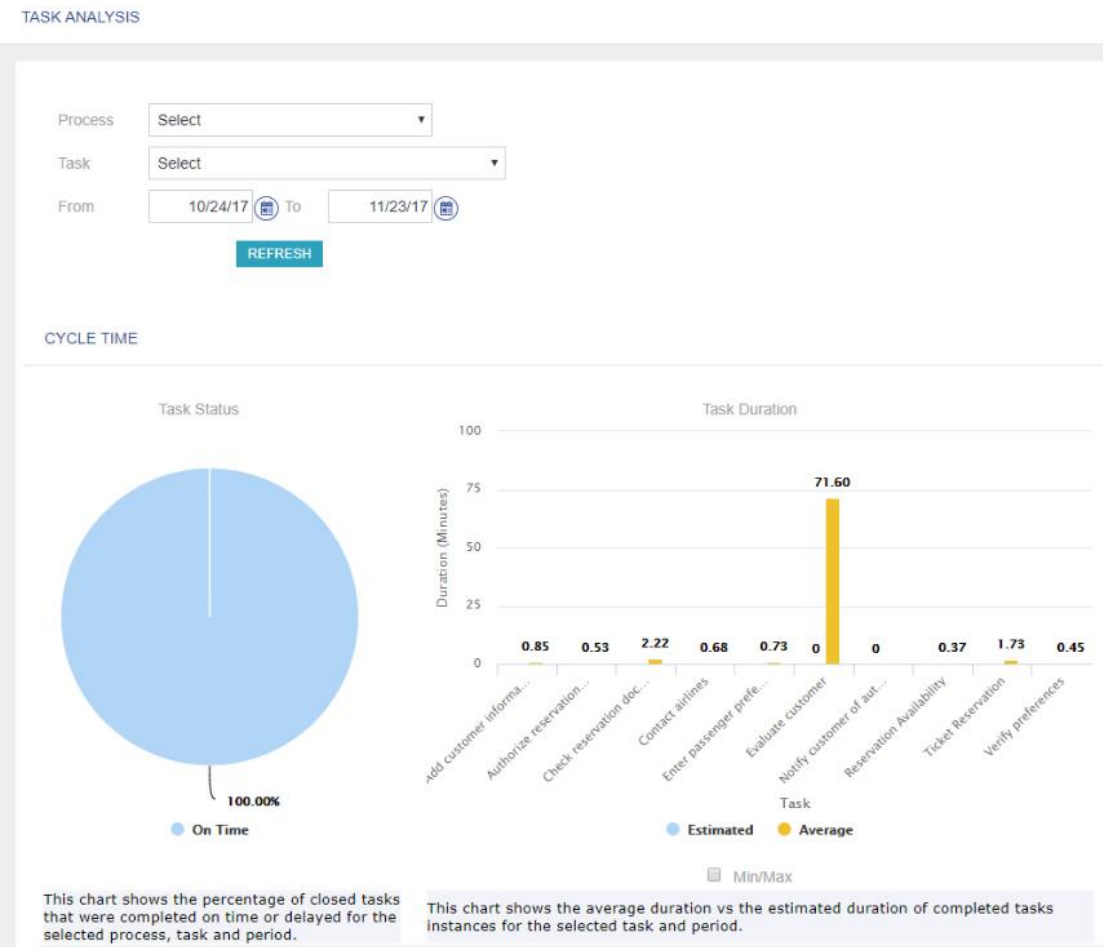 TASK ANALYSIS
Process Select
Task Select
From 10/24/17 To 11/23/17
REFRESH
CYCLE TIME
Task Status
Task Duration
100
75
50
25
0
Duration (Minutes)
0.85 0.53 2.22 0.68 0.73 0 71.60 0 0.37 1.73 0.45
Add customer informa...
Authorize reservation...
Check reservation doc...
Contact airlines
Enter passenger prefe...
Evaluate customer
Notify customer of aut...
Reservation Availability
Ticket Reservation
Verify preferences
Task
100.00%
On Time
Estimated Average
Min/Max
This chart shows the percentage of closed tasks
that were completed on time or delayed for the
selected process, task and period.
This chart shows the average duration vs the estimated duration of completed tasks
instances for the selected task and period.